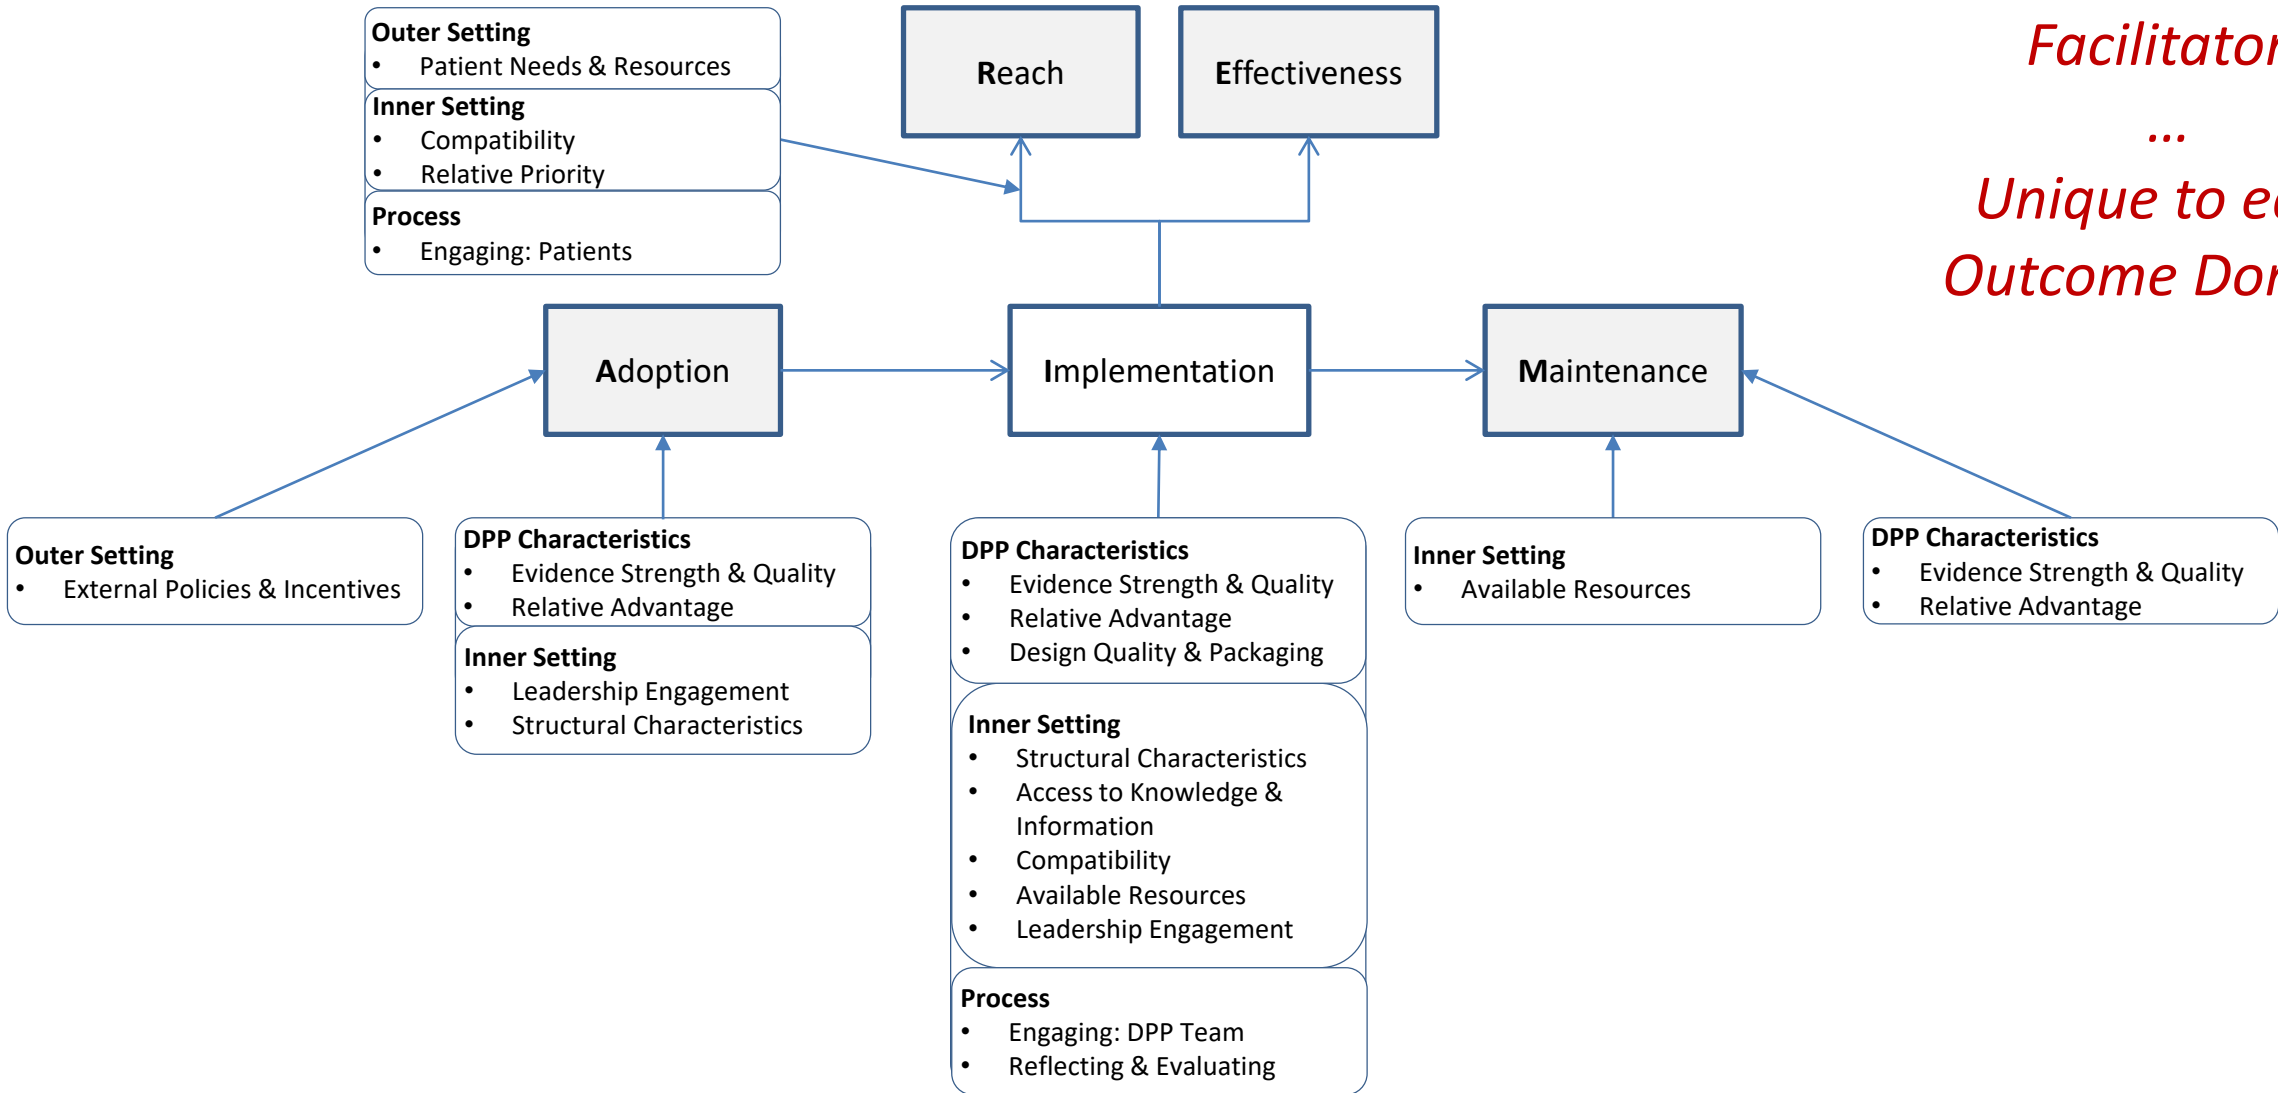 Outer Setting
• Patient Needs & Resources
Inner Setting
• Compatibility
• Relative Priority
Process
• Engaging: Patients
Reach
Effectiveness
Facilitator
...
Unique to
Outcome
Adoption
Implementation
Maintenance
Outer Setting
• External Policies & Incentives
DPP Characteristics
• Evidence Strength & Quality
• Relative Advantage
Inner Setting
• Leadership Engagement
• Structural Characteristics
DPP Characteristics
• Evidence Strength & Quality
• Relative Advantage
• Design Quality & Packaging
Inner Setting
• Structural Characteristics
• Access to Knowledge &
Information
• Compatibility
• Available Resources
• Leadership Engagement
Process
• Engaging: DPP Team
• Reflecting & Evaluating
Inner Setting
• Available Resources
DPP Characteristics
• Evidence Strength & Quality
• Relative Advantage